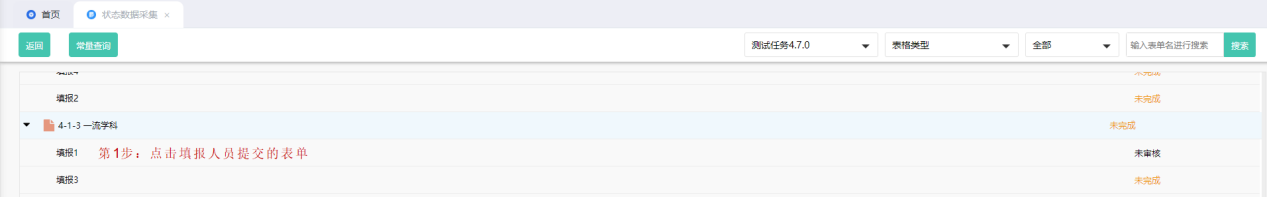 首页 状态数据采集 ×
返回 常量查询 测试任务4.7.0 表格类型 全部 输入表单名进行搜索 搜索
填报4 未完成
填报2 未完成
4-1-3 一流学科 未完成
填报1 第1步：点击填报人员提交的表单 未审核
填报3 未完成